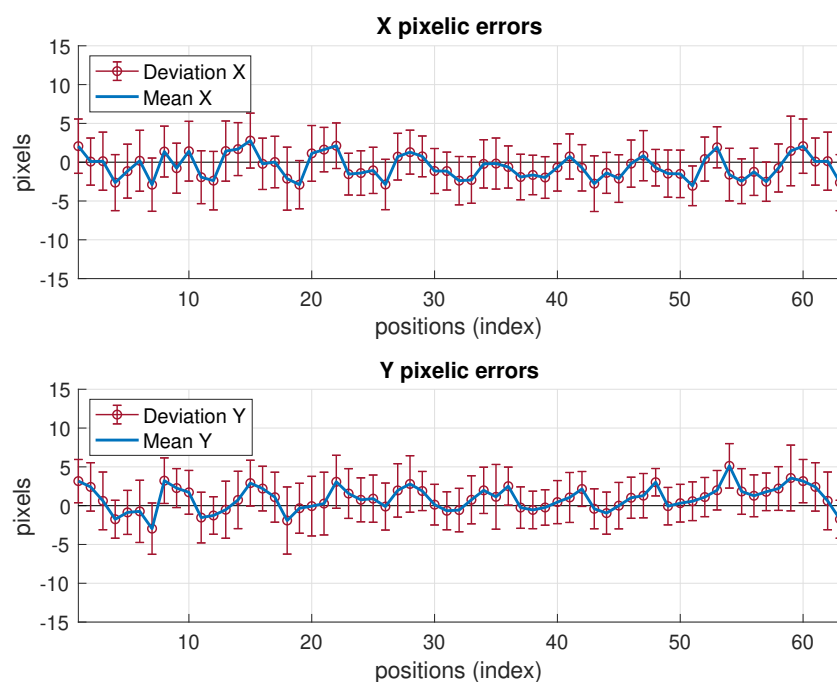 X pixelic errors
15
10
5
0
-5
-10
-15
pixels
Deviation X
Mean X
10 20 30 40 50 60
positions (index)
Y pixelic errors
15
10
5
0
-5
-10
-15
pixels
Deviation Y
Mean Y
10 20 30 40 50 60
positions (index)